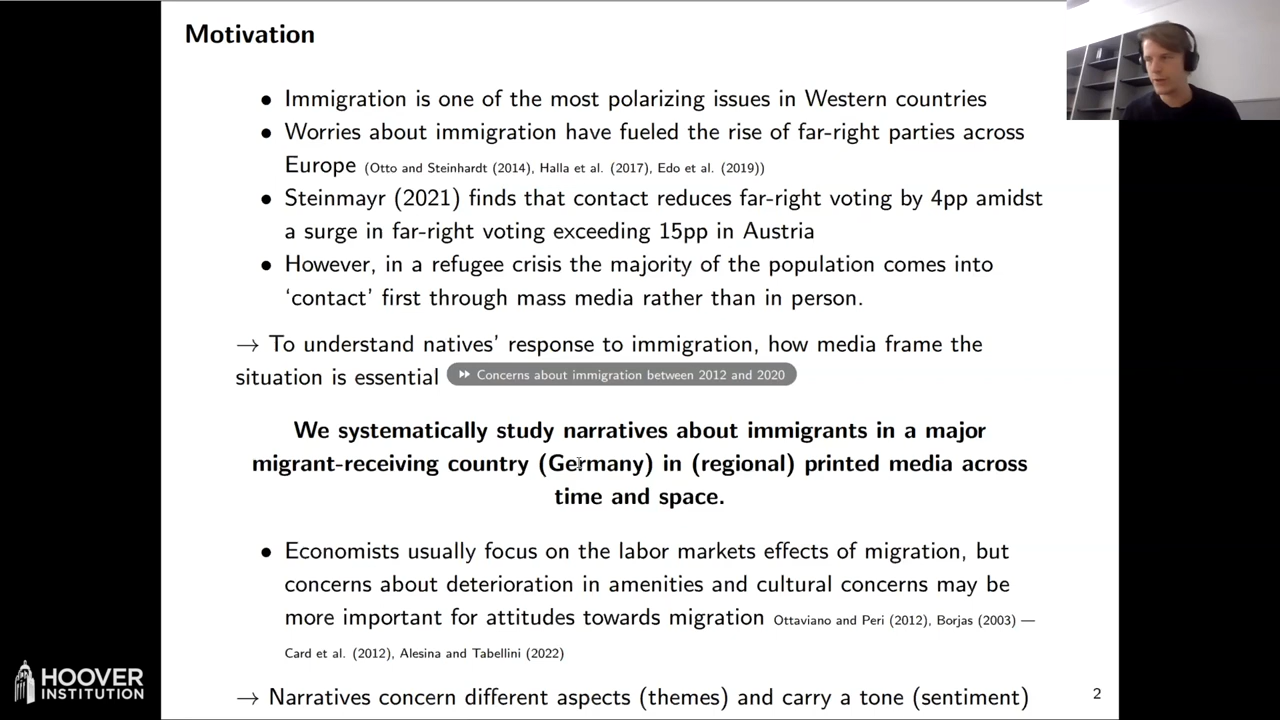 Motivation
● Immigration is one of the most polarizing issues in Western countries
● Worries about immigration have fueled the rise of far-right parties across
Europe (Otto and Steinhardt (2014), Halla et al. (2017), Edo et al. (2019))
● Steinmayr (2021) finds that contact reduces far-right voting by 4pp amidst
a surge in far-right voting exceeding 15pp in Austria
● However, in a refugee crisis the majority of the population comes into
‘contact’ first through mass media rather than in person.
→ To understand natives’ response to immigration, how media frame the
situation is essential Concerns about immigration between 2012 and 2020
We systematically study narratives about immigrants in a major
migrant-receiving country (Germany) in (regional) printed media across
time and space.
● Economists usually focus on the labor markets effects of migration, but
concerns about deterioration in amenities and cultural concerns may be
more important for attitudes towards migration Ottaviano and Peri (2012), Borjas (2003) —
Card et al. (2012), Alesina and Tabellini (2022)
→ Narratives concern different aspects (themes) and carry a tone (sentiment)
2
HOOVER
INSTITUTION